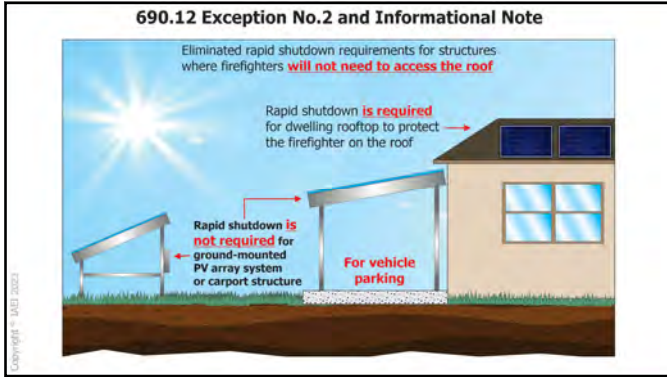 690.12 Exception No.2 and Informational Note
Eliminated rapid shutdown requirements for structures
where firefighters will not need to access the roof
Rapid shutdown is required
for dwelling rooftop to protect
the firefighter on the roof
Rapid shutdown is
not required for
ground-mounted
PV array system
or carport structure
For vehicle
parking
Copyright © IAEI 2023